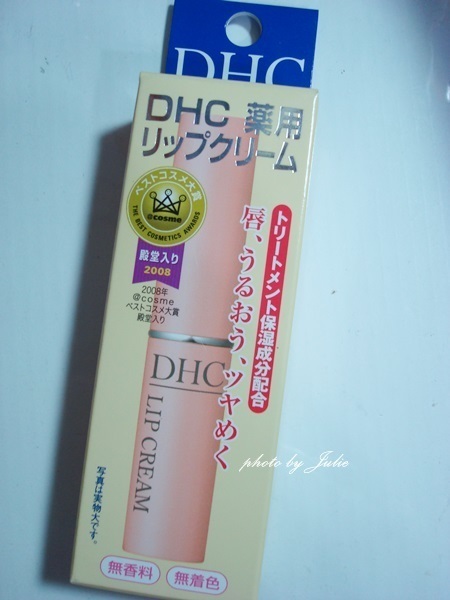 DHC
DHC 薬用
リップクリーム
ベストコスメ大賞
@cosme
THE BEST COSMETICS AWARDS
殿堂入り
2008
2008年
@cosme
ベストコスメ大賞
殿堂入り
トリートメント保湿成分配合
唇、うるおう、ツヤめく
DHC
LIP CREAM
photo by Julie
写真は実物大です。
無香料
無着色